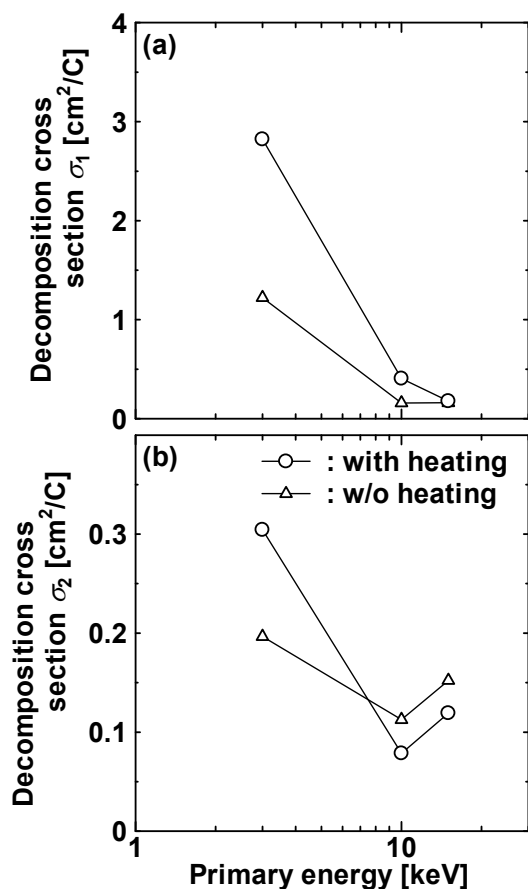 (a)
4
3
2
1
0
Decomposition cross
section σ1 [cm²/C]
(b)
○ : with heating
△ : w/o heating
0.3
0.2
0.1
0
Decomposition cross
section σ2 [cm²/C]
1
10
Primary energy [keV]